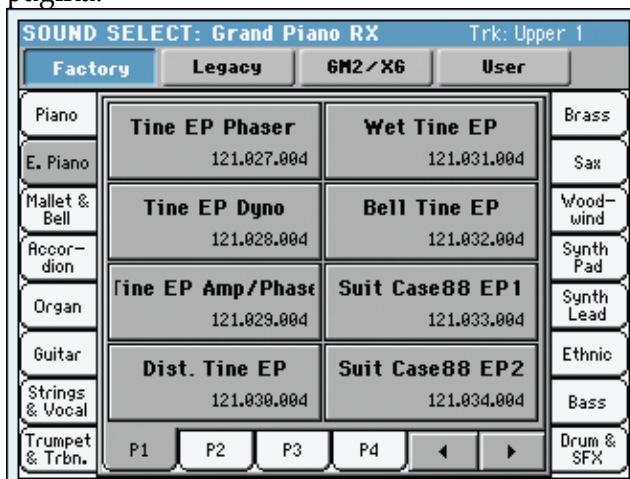 pagina.
SOUND SELECT: Grand Piano RX Trk: Upper 1
Factory Legacy GM2/XG User
Piano
E. Piano
Mallet &
Bell
Accor-
dion
Organ
Guitar
Strings
& Vocal
Trumpet
& Trbn.
Tine EP Phaser
121.027.004
Wet Tine EP
121.031.004
Tine EP Dyno
121.028.004
Bell Tine EP
121.032.004
Tine EP Amp/Phase
121.029.004
Suit Case88 EP1
121.033.004
Dist. Tine EP
121.030.004
Suit Case88 EP2
121.034.004
Brass
Sax
Wood-
wind
Synth
Pad
Synth
Lead
Ethnic
Bass
Drum &
SFX
P1 P2 P3 P4